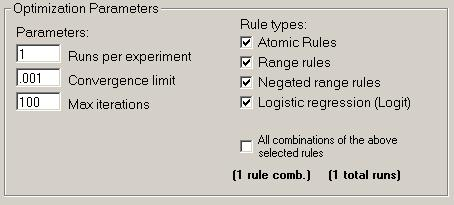 Optimization Parameters
Parameters:
1 Runs per experiment
.001 Convergence limit
100 Max iterations
Rule types:
Atomic Rules
Range rules
Negated range rules
Logistic regression (Logit)
All combinations of the above
selected rules
(1 rule comb.) (1 total runs)